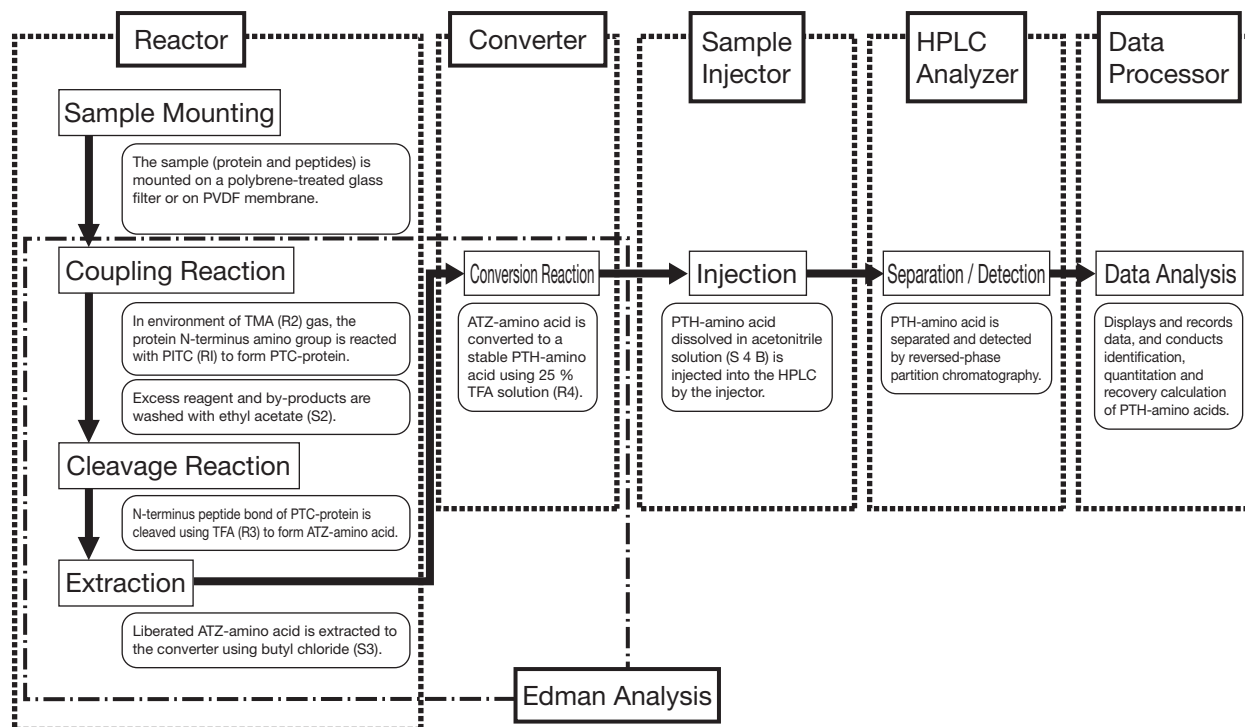 Reactor
Sample Mounting
The sample (protein and peptides) is
mounted on a polybrene-treated glass
filter or on PVDF membrane.
Coupling Reaction
In environment of TMA (R2) gas, the
protein N-terminus amino group is reacted
with PITC (RI) to form PTC-protein.
Excess reagent and by-products are
washed with ethyl acetate (S2).
Cleavage Reaction
N-terminus peptide bond of PTC-protein is
cleaved using TFA (R3) to form ATZ-amino acid.
Extraction
Liberated ATZ-amino acid is extracted to
the converter using butyl chloride (S3).
Converter
Conversion Reaction
ATZ-amino acid is
converted to a
stable PTH-amino
acid using 25 %
TFA solution (R4).
Edman Analysis
Sample
Injector
Injection
PTH-amino acid
dissolved in acetonitrile
solution (S 4 B) is
injected into the HPLC
by the injector.
HPLC
Analyzer
Separation / Detection
PTH-amino acid is
separated and detected
by reversed-phase
partition chromatography.
Data
Processor
Data Analysis
Displays and records
data, and conducts
identification,
quantitation and
recovery calculation
of PTH-amino acids.